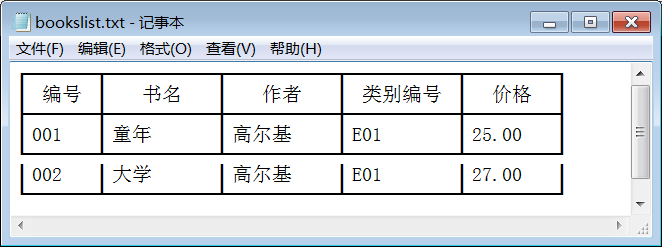 bookslist.txt - 记事本
文件(F) 编辑(E) 格式(O) 查看(V) 帮助(H)
编号 书名 作者 类别编号 价格
001 童年 高尔基 E01 25.00
002 大学 高尔基 E01 27.00